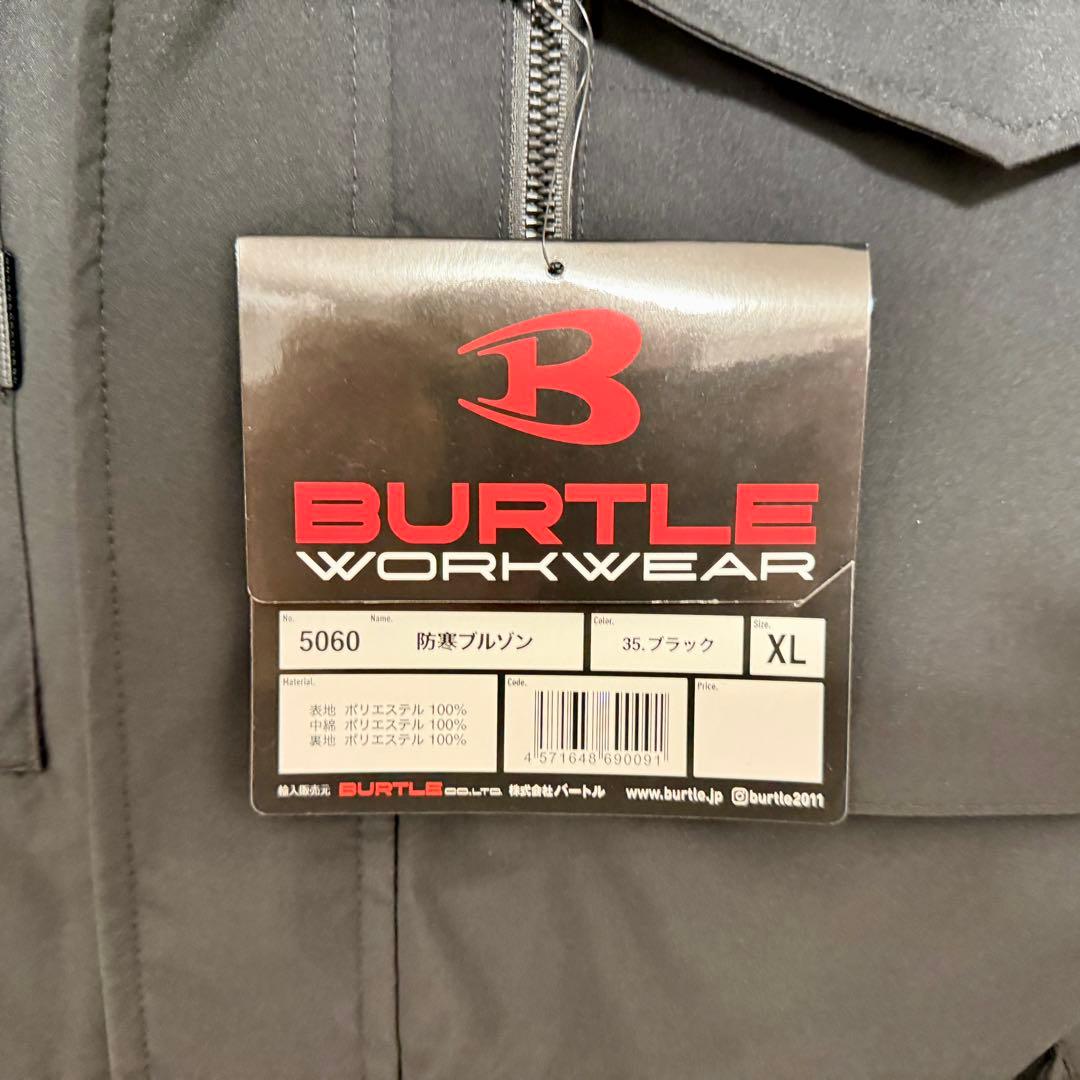 B
BURTLE
WORKWEAR
No. Name. Color. Size.
5060 防寒ブルゾン 35.ブラック XL
Material. Code. Price.
表地 ポリエステル 100%
中綿 ポリエステル 100%
裏地 ポリエステル 100%
4 571648 690091
輸入販売元 BURTLE CO.,LTD. 株式会社バートル www.burtle.jp burtle2011